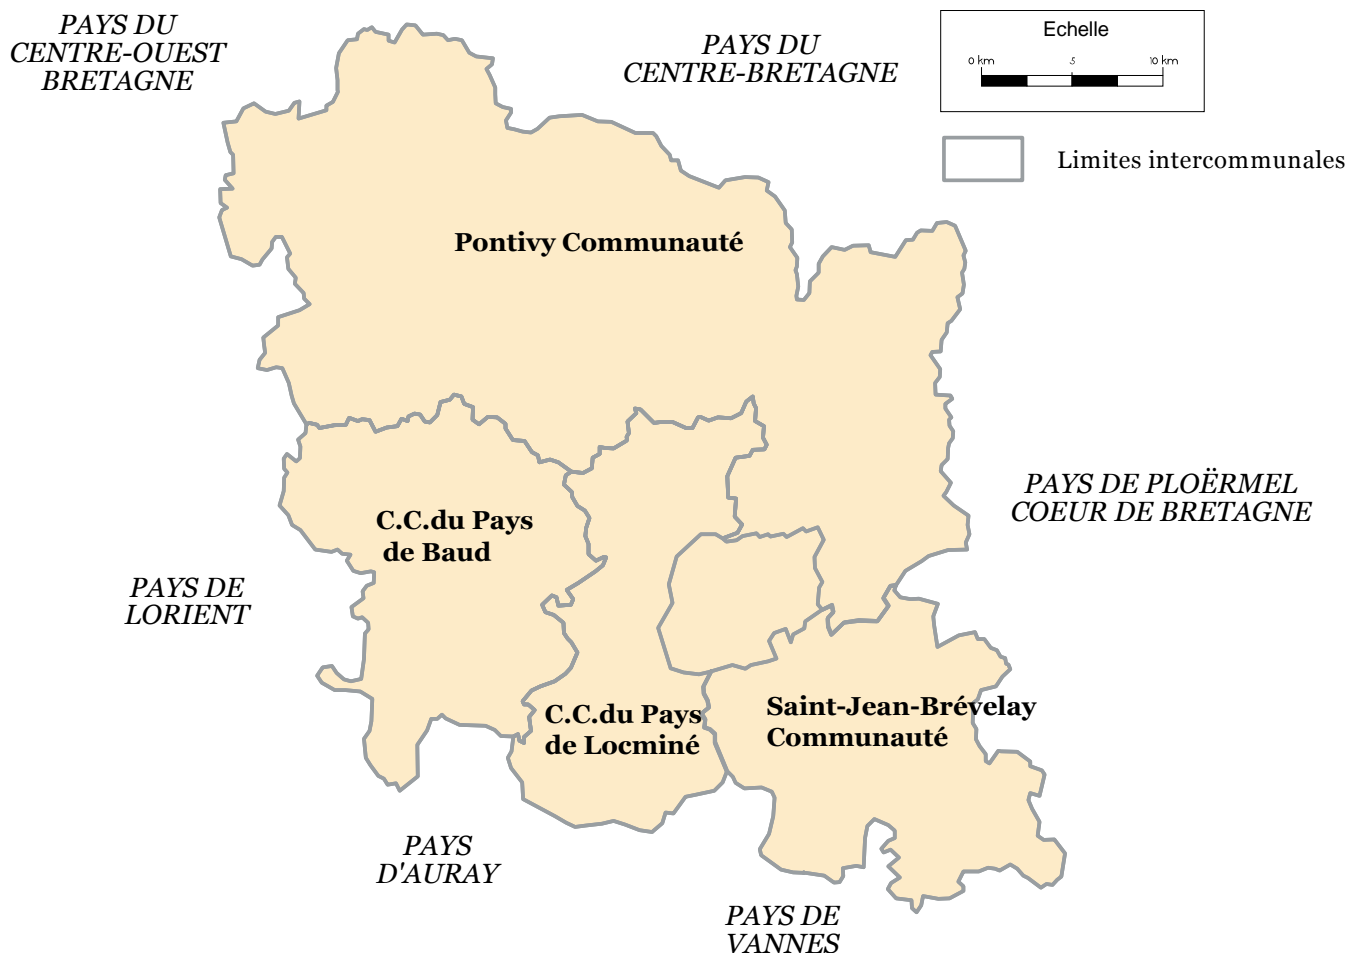 PAYS DU
CENTRE-OUEST
BRETAGNE
PAYS DU
CENTRE-BRETAGNE
Echelle
0 km
5
10 km
Limites intercommunales
Pontivy Communauté
C.C.du Pays
de Baud
PAYS DE PLOËRMEL
COEUR DE BRETAGNE
PAYS DE
LORIENT
C.C.du Pays
de Locminé
Saint-Jean-Brévelay
Communauté
PAYS
D'AURAY
PAYS DE
VANNES